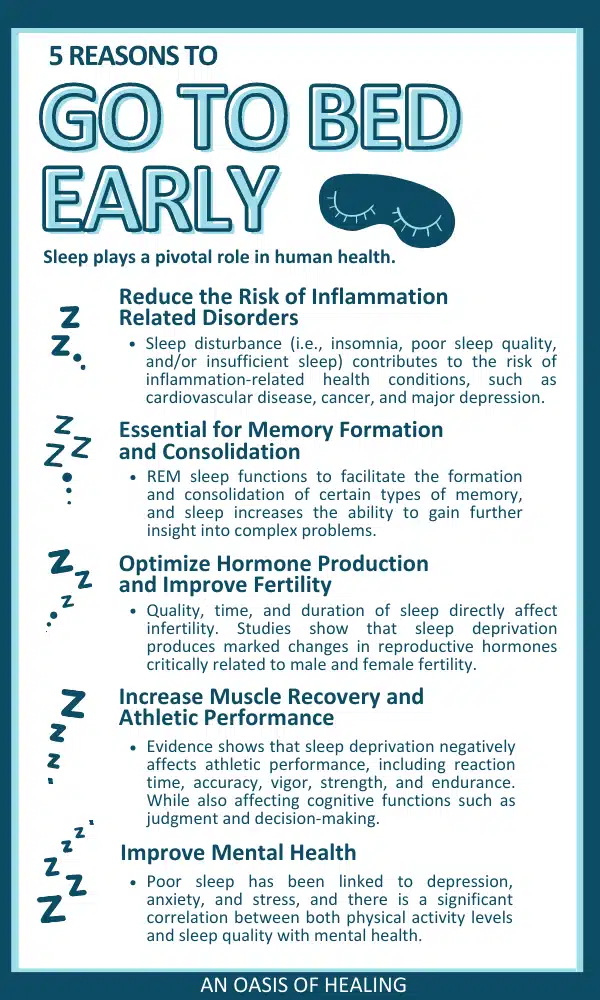 5 REASONS TO
GO TO BED
EARLY
Sleep plays a pivotal role in human health.
Reduce the Risk of Inflammation
Related Disorders
• Sleep disturbance (i.e., insomnia, poor sleep quality,
and/or insufficient sleep) contributes to the risk of
inflammation-related health conditions, such as
cardiovascular disease, cancer, and major depression.
Essential for Memory Formation
and Consolidation
• REM sleep functions to facilitate the formation
and consolidation of certain types of memory,
and sleep increases the ability to gain further
insight into complex problems.
Optimize Hormone Production
and Improve Fertility
• Quality, time, and duration of sleep directly affect
infertility. Studies show that sleep deprivation
produces marked changes in reproductive hormones
critically related to male and female fertility.
Increase Muscle Recovery and
Athletic Performance
• Evidence shows that sleep deprivation negatively
affects athletic performance, including reaction
time, accuracy, vigor, strength, and endurance.
While also affecting cognitive functions such as
judgment and decision-making.
Improve Mental Health
• Poor sleep has been linked to depression,
anxiety, and stress, and there is a significant
correlation between both physical activity levels
and sleep quality with mental health.
AN OASIS OF HEALING